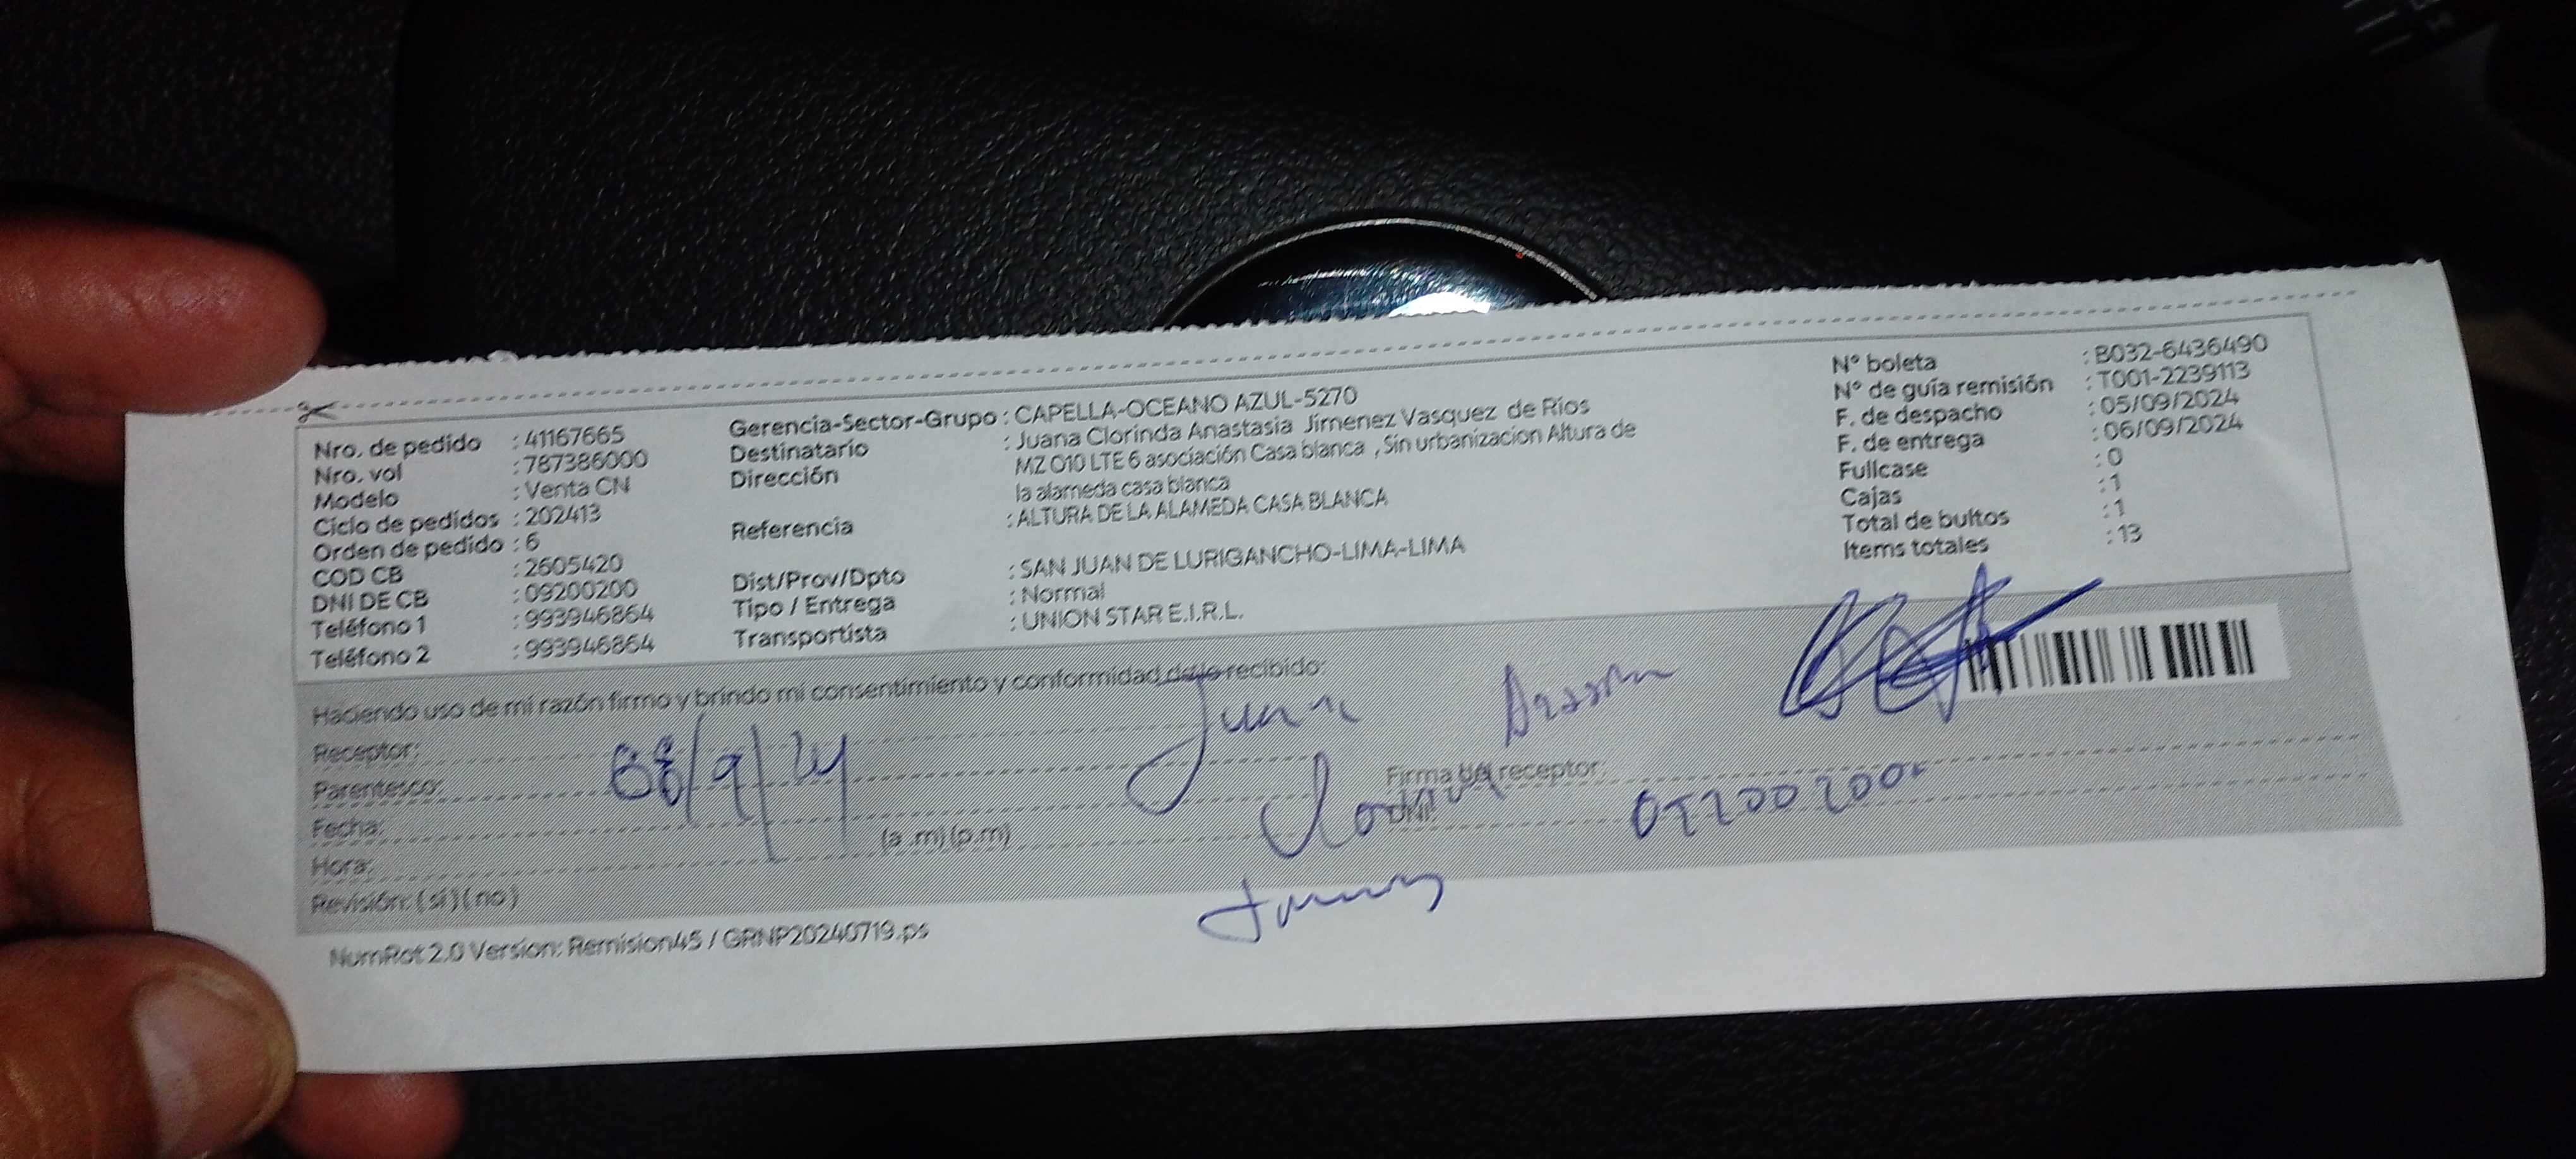 Nro. de pedido : 41167665
Nro. vol : 787386000
Modelo : Venta CN
Ciclo de pedidos : 202413
Orden de pedido : 6
COD CB : 2605420
DNI DE CB : 09200200
Teléfono 1 : 993946864
Teléfono 2 : 993946864
Gerencia-Sector-Grupo : CAPELLA-OCEANO AZUL-5270
Destinatario : Juana Clorinda Anastasia Jimenez Vasquez de Rios
Dirección MZ O10 LTE 6 asociación Casa blanca , Sin urbanizacion Altura de
la alameda casa blanca
Referencia : ALTURA DE LA ALAMEDA CASA BLANCA
Dist/Prov/Dpto : SAN JUAN DE LURIGANCHO-LIMA-LIMA
Tipo / Entrega : Normal
Transportista : UNION STAR E.I.R.L.
N° boleta : B032-6436490
N° de guía remisión : T001-2239113
F. de despacho : 05/09/2024
F. de entrega : 06/09/2024
Fullcase : 0
Cajas : 1
Total de bultos : 1
Items totales : 13
Haciendo uso de mi razón firmo y brindo mi consentimiento y conformidad de lo recibido:
Receptor: Juana
Parentesco:
Fecha: /9/24
Hora: (a .m) (p.m)
Revisión: ( si ) ( no )
Firma del receptor:
DNI:
NumRot 2.0 Version: Remision45 / GRNP20240719.ps